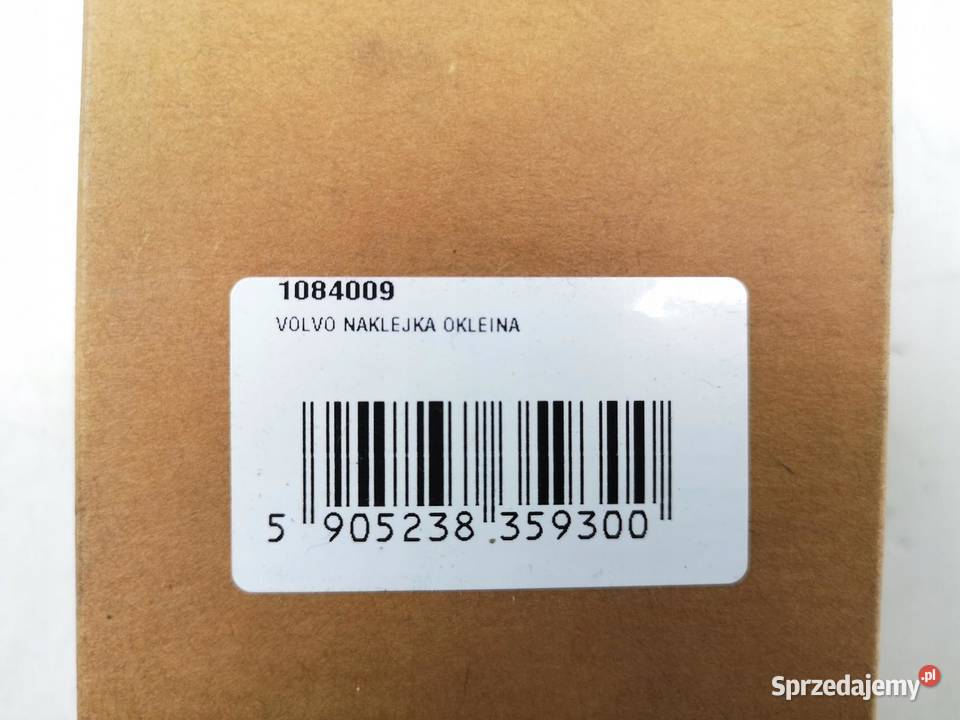 1084009
VOLVO NAKLEJKA OKLEINA
5 905238 359300
Sprzedajemy.pl